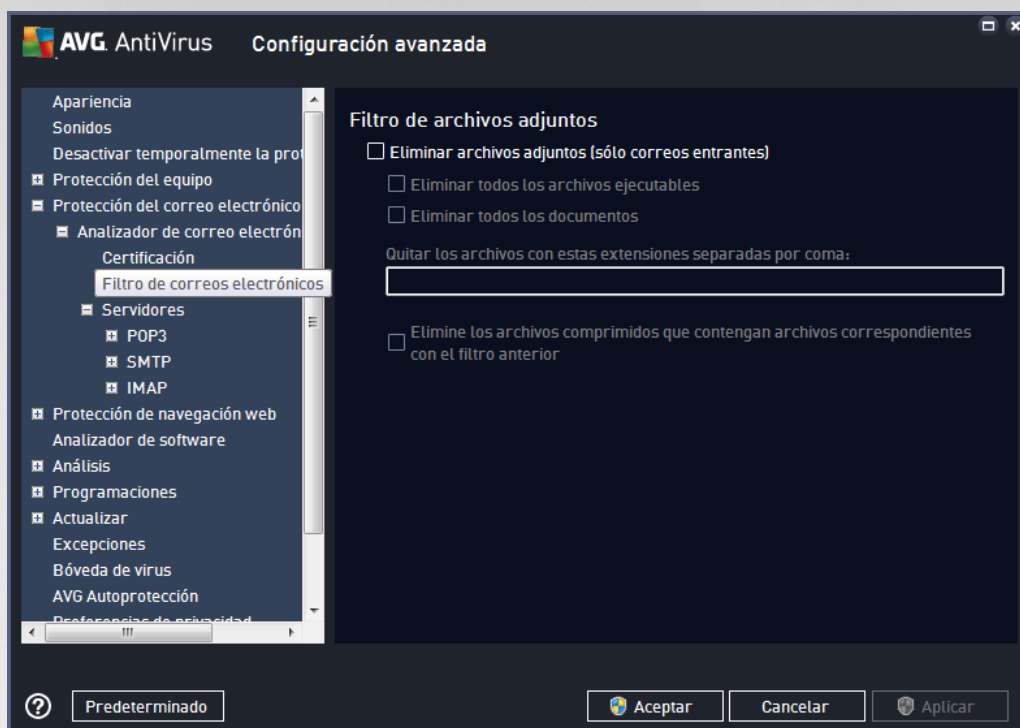 AVG. AntiVirus
Configuración avanzada
Apariencia
Sonidos
Desactivar temporalmente la
Protección del equipo
Protección del correo electrónico
Analizador de correo
Certificación
Filtro de correos electrónicos
Servidores
POP3
SMTP
IMAP
Protección de navegación web
Analizador de software
Análisis
Programaciones
Actualizar
Excepciones
Bóveda de virus
AVG Autoprotección
Preferencias de privacidad
Filtro de archivos adjuntos
Eliminar archivos adjuntos (sólo correos entrantes)
Eliminar todos los archivos ejecutables
Eliminar todos los documentos
Quitar los archivos con estas extensiones separadas por coma:
Elimine los archivos comprimidos que contengan archivos correspondientes
con el filtro anterior
Predeterminado
Aceptar
Cancelar
Aplicar